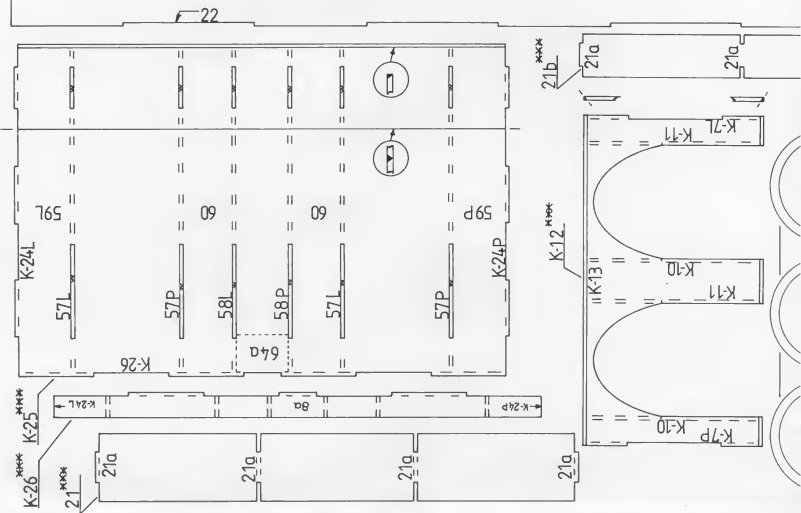 22
21a
21a
21b ***
K-7L
K-11
59L
60
60
59P
K-12 ***
K-24L
K-24P
K-13
K-10
K-11
57L
57P
58L
58P
57L
57P
64a
K-26
K-25 ***
K-24L
8a
K-24P
K-10
K-7P
K-26 ***
21 ***
21a
21a
21a
21a